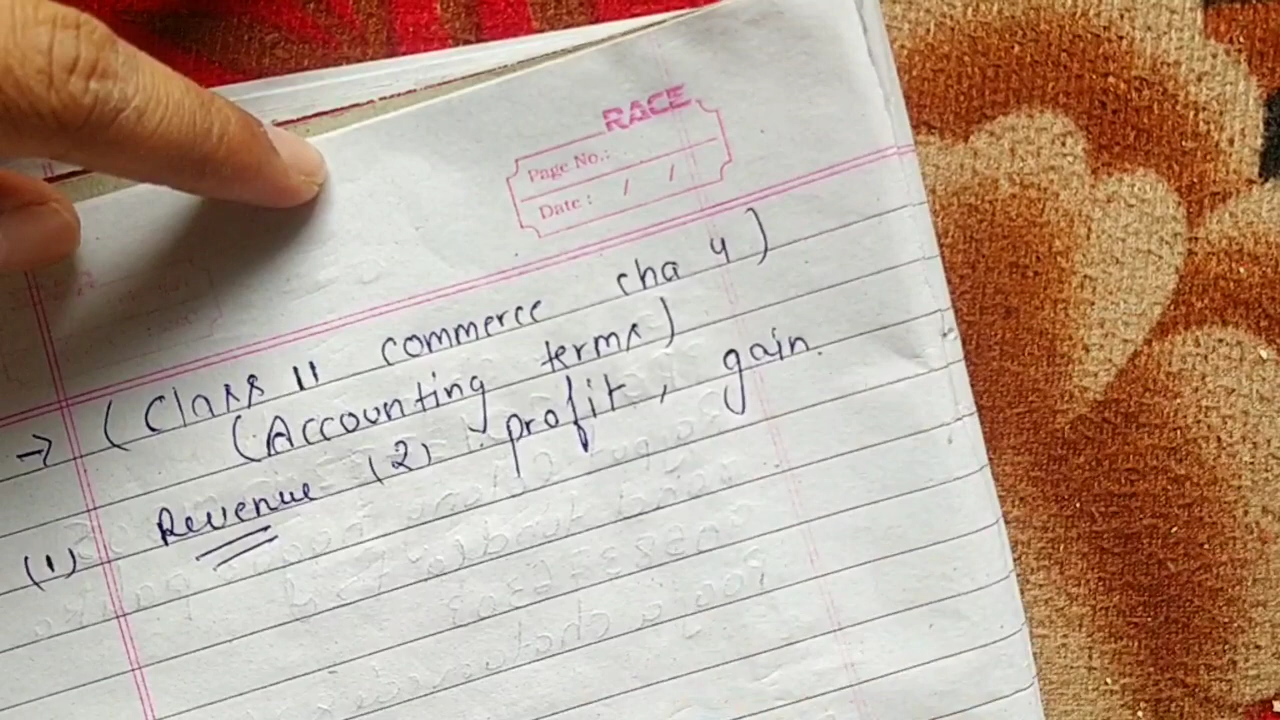 RACE
Page No.:
Date: / /
→ (Class 11 commerce cha 4)
(Accounting terms)
(1) Revenue (2) profit, gain.